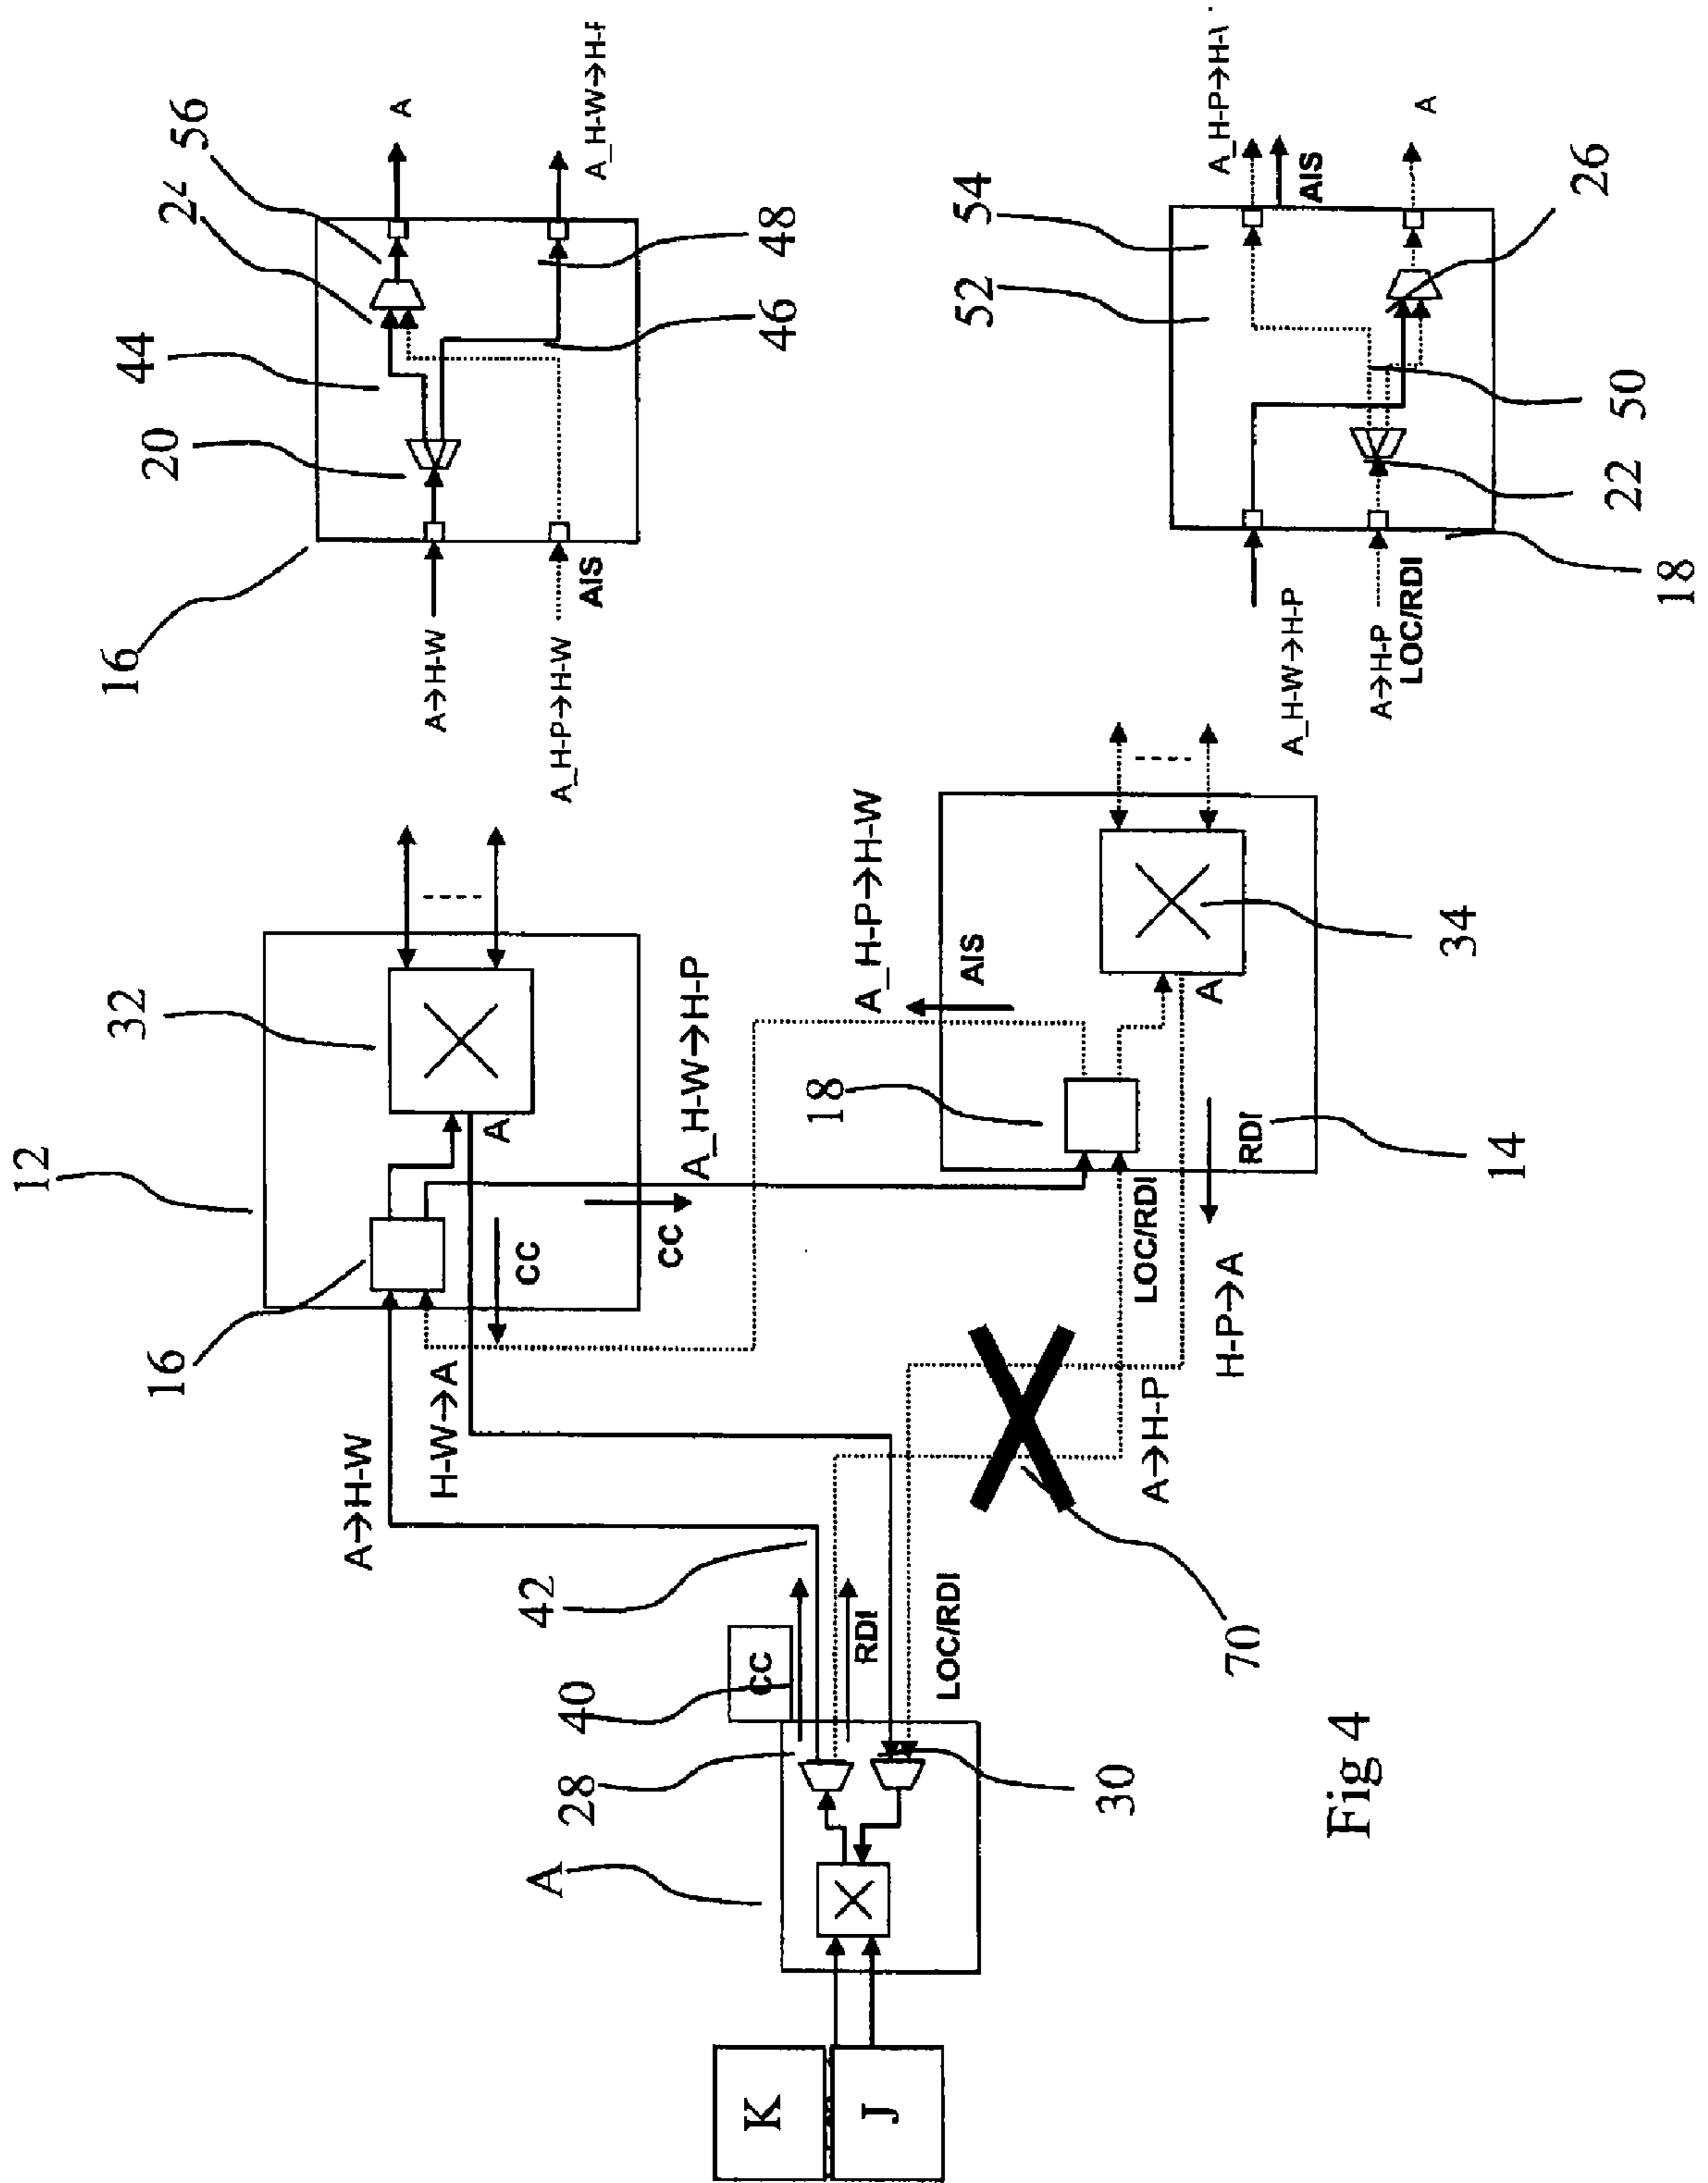 16
20
44
24
56
A→H-W
A
A_H-P→H-W
AIS
46
48
A_H-W→H-
12
32
16
A→H-W
H-W→A
A
CC
CC
A_H-W→H-P
52
54
A_H-P→H-
AIS
A_H-W→H-P
A→H-P
LOC/RDI
A
18
22
50
26
A_H-P→H-W
AIS
18
A
34
LOC/RDI
RDI
14
A→H-P
H-P→A
70
42
CC
40
28
RDI
LOC/RDI
30
A
K
J
Fig 4